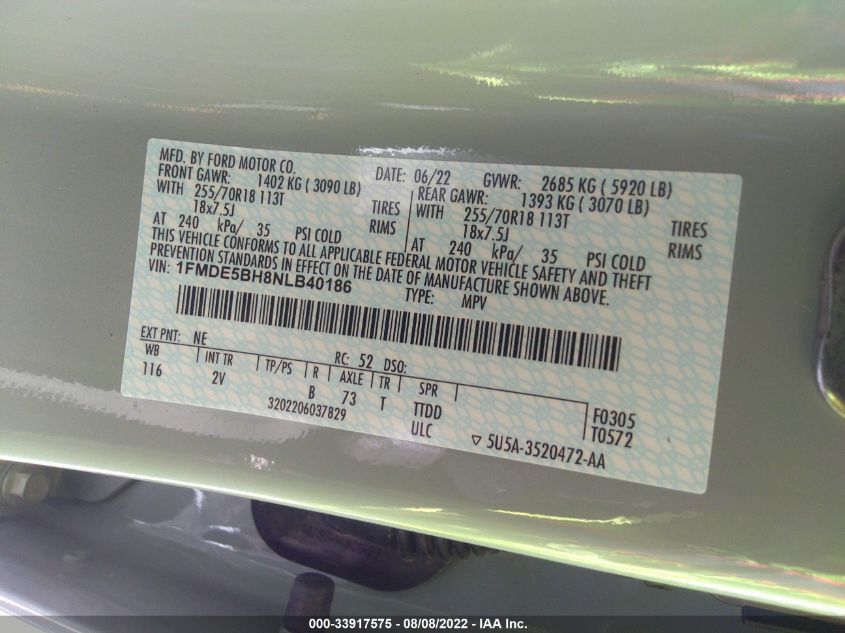 MFD. BY FORD MOTOR CO.
DATE: 06/22 GVWR: 2685 KG ( 5920 LB)
FRONT GAWR: 1402 KG ( 3090 LB)
REAR GAWR: 1393 KG ( 3070 LB)
WITH 255/70R18 113T TIRES
WITH 255/70R18 113T TIRES
18x7.5J RIMS
18x7.5J RIMS
AT 240 kPa/ 35 PSI COLD
AT 240 kPa/ 35 PSI COLD
THIS VEHICLE CONFORMS TO ALL APPLICABLE FEDERAL MOTOR VEHICLE SAFETY AND THEFT
PREVENTION STANDARDS IN EFFECT ON THE DATE OF MANUFACTURE SHOWN ABOVE.
VIN: 1FMDE5BH8NLB40186
TYPE: MPV
EXT PNT: NE RC: 52 DSO:
WB INT TR TP/PS R AXLE TR SPR
116 2V B 73 T TTDD F0305
3202206037829 ULC T0572
▽ 5U5A-3520472-AA
000-33917575 - 08/08/2022 - IAA Inc.